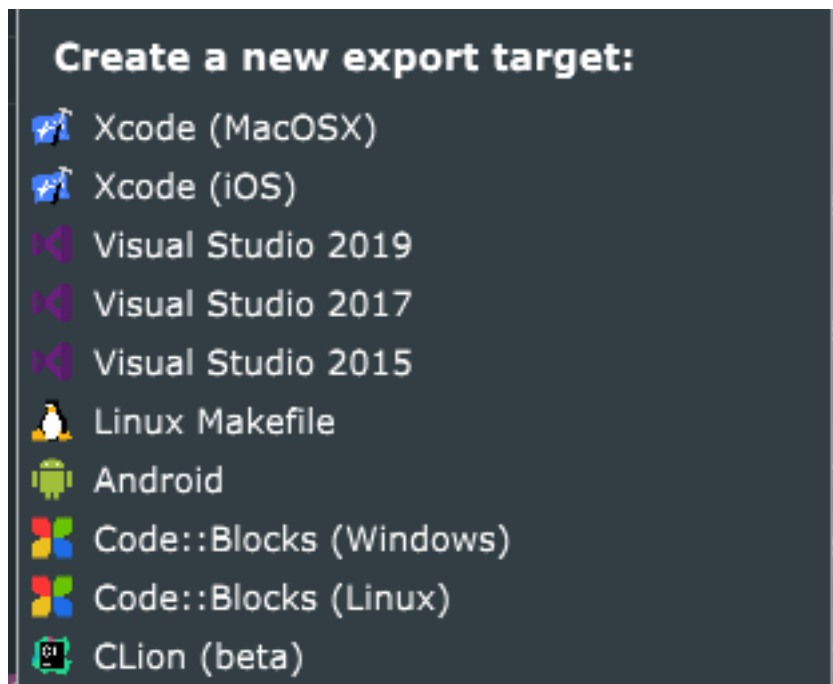 Create a new export target:
Xcode (MacOSX)
Xcode (iOS)
Visual Studio 2019
Visual Studio 2017
Visual Studio 2015
Linux Makefile
Android
Code::Blocks (Windows)
Code::Blocks (Linux)
CLion (beta)